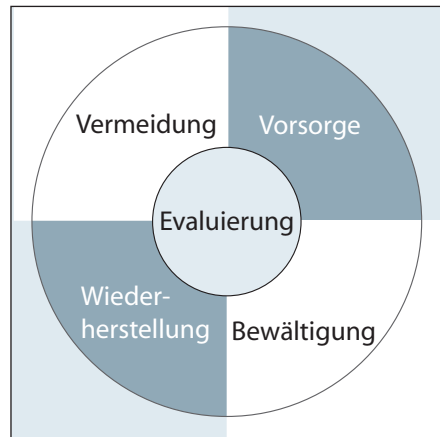 Vermeidung
Vorsorge
Evaluierung
Wieder-
herstellung
Bewältigung